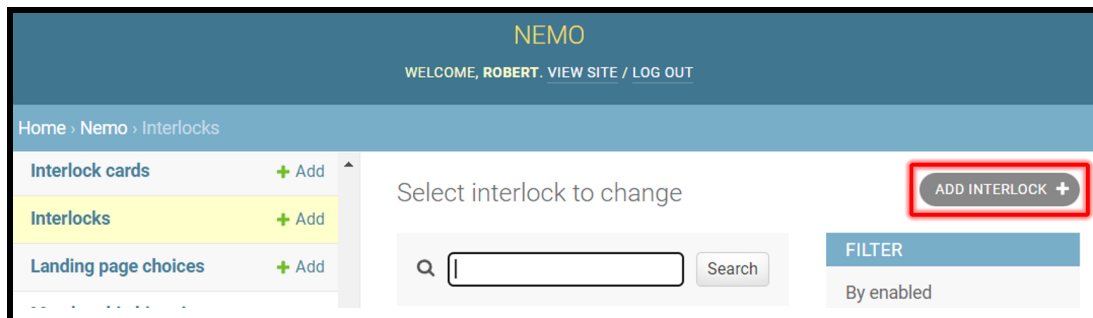 NEMO
WELCOME, ROBERT. VIEW SITE / LOG OUT
Home › Nemo › Interlocks
Interlock cards + Add
Interlocks + Add
Landing page choices + Add
Select interlock to change
ADD INTERLOCK +
Search
FILTER
By enabled